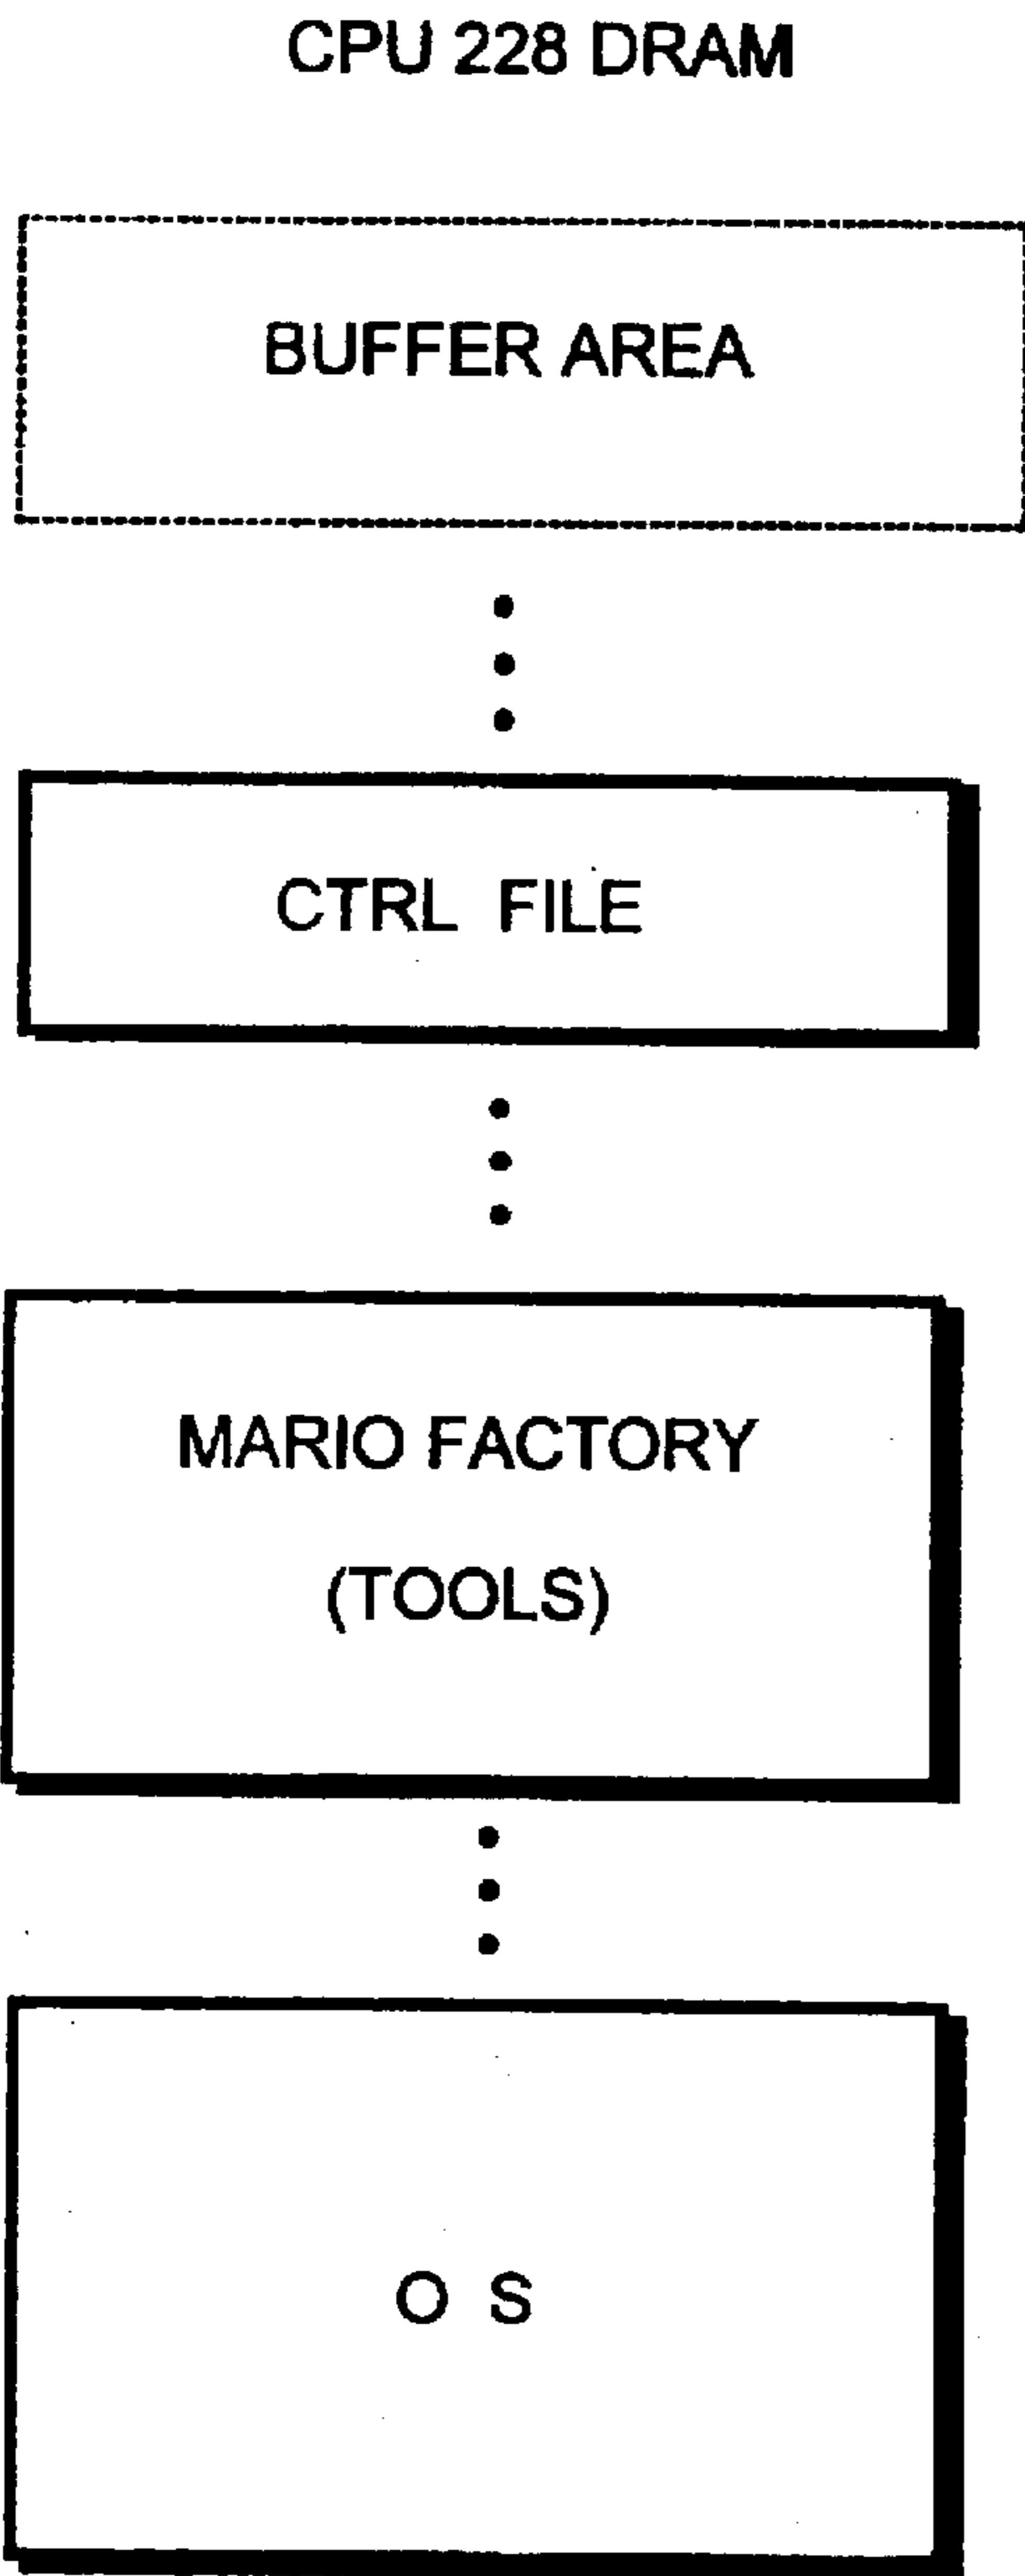 CPU 228 DRAM
BUFFER AREA
CTRL FILE
MARIO FACTORY
(TOOLS)
O S